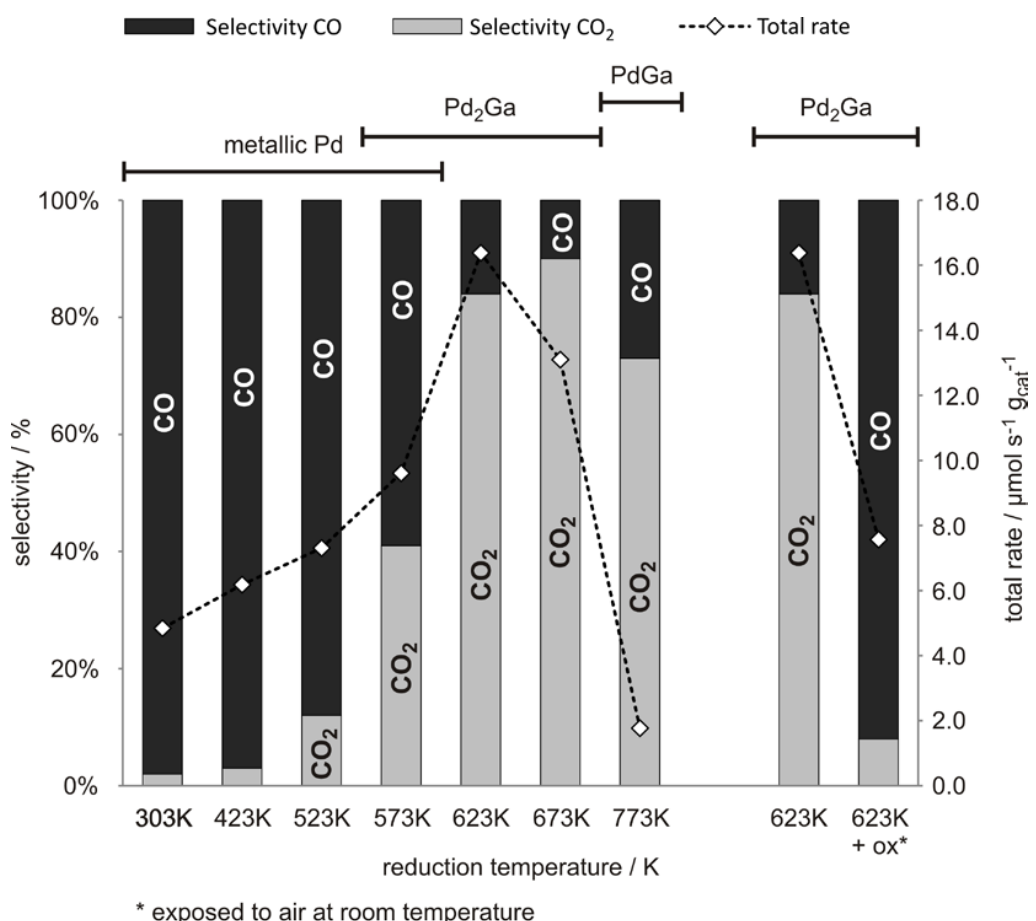 Selectivity CO Selectivity CO₂ Total rate
PdGa
Pd₂Ga Pd₂Ga
metallic Pd
100% 18.0
16.0
80% 14.0
12.0
60% 10.0
40% 8.0
6.0
20% 4.0
2.0
0% 0.0
selectivity / %
total rate / µmol s⁻¹ g_cat⁻¹
CO CO CO CO CO CO CO
CO₂ CO₂ CO₂ CO₂ CO₂ CO₂
303K 423K 523K 573K 623K 673K 773K 623K 623K
+ ox*
reduction temperature / K
* exposed to air at room temperature